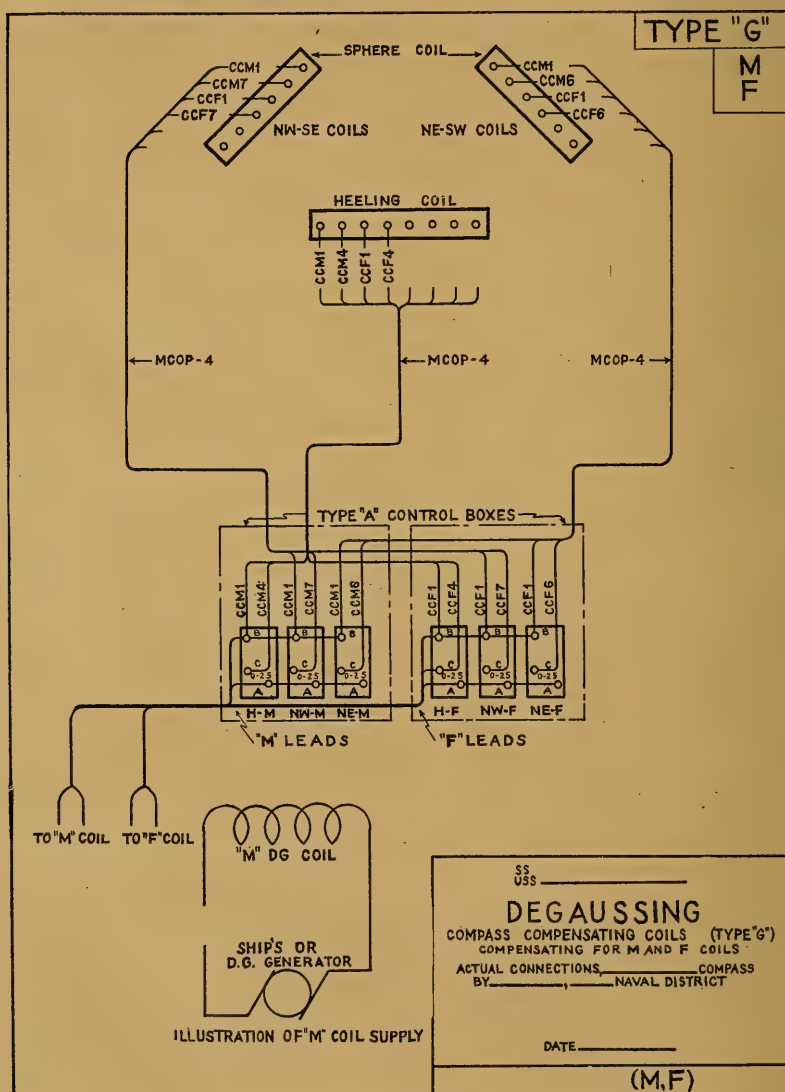 TYPE "G"
M
F
SPHERE COIL
CCM1
CCM7
CCF1
CCF7
NW-SE COILS
CCM1
CCM6
CCF1
CCF6
NE-SW COILS
HEELING COIL
CCM1
CCM4
CCF1
CCF4
MCOP-4
MCOP-4
MCOP-4
TYPE "A" CONTROL BOXES
CCM1
CCM4
CCM1
CCM7
CCM1
CCM6
CCF1
CCF4
CCF1
CCF7
CCF1
CCF6
B
B
B
B
B
B
C
C
C
C
C
C
0-25
0-25
0-25
0-25
0-25
0-25
A
A
A
A
A
A
H-M
NW-M
NE-M
H-F
NW-F
NE-F
"M" LEADS
"F" LEADS
TO "M" COIL
TO "F" COIL
"M" DG COIL
SHIP'S OR
D.G. GENERATOR
ILLUSTRATION OF "M" COIL SUPPLY
SS
USS
DEGAUSSING
COMPASS COMPENSATING COILS (TYPE "G")
COMPENSATING FOR M AND F COILS
ACTUAL CONNECTIONS, COMPASS
BY , NAVAL DISTRICT
DATE
(M,F)